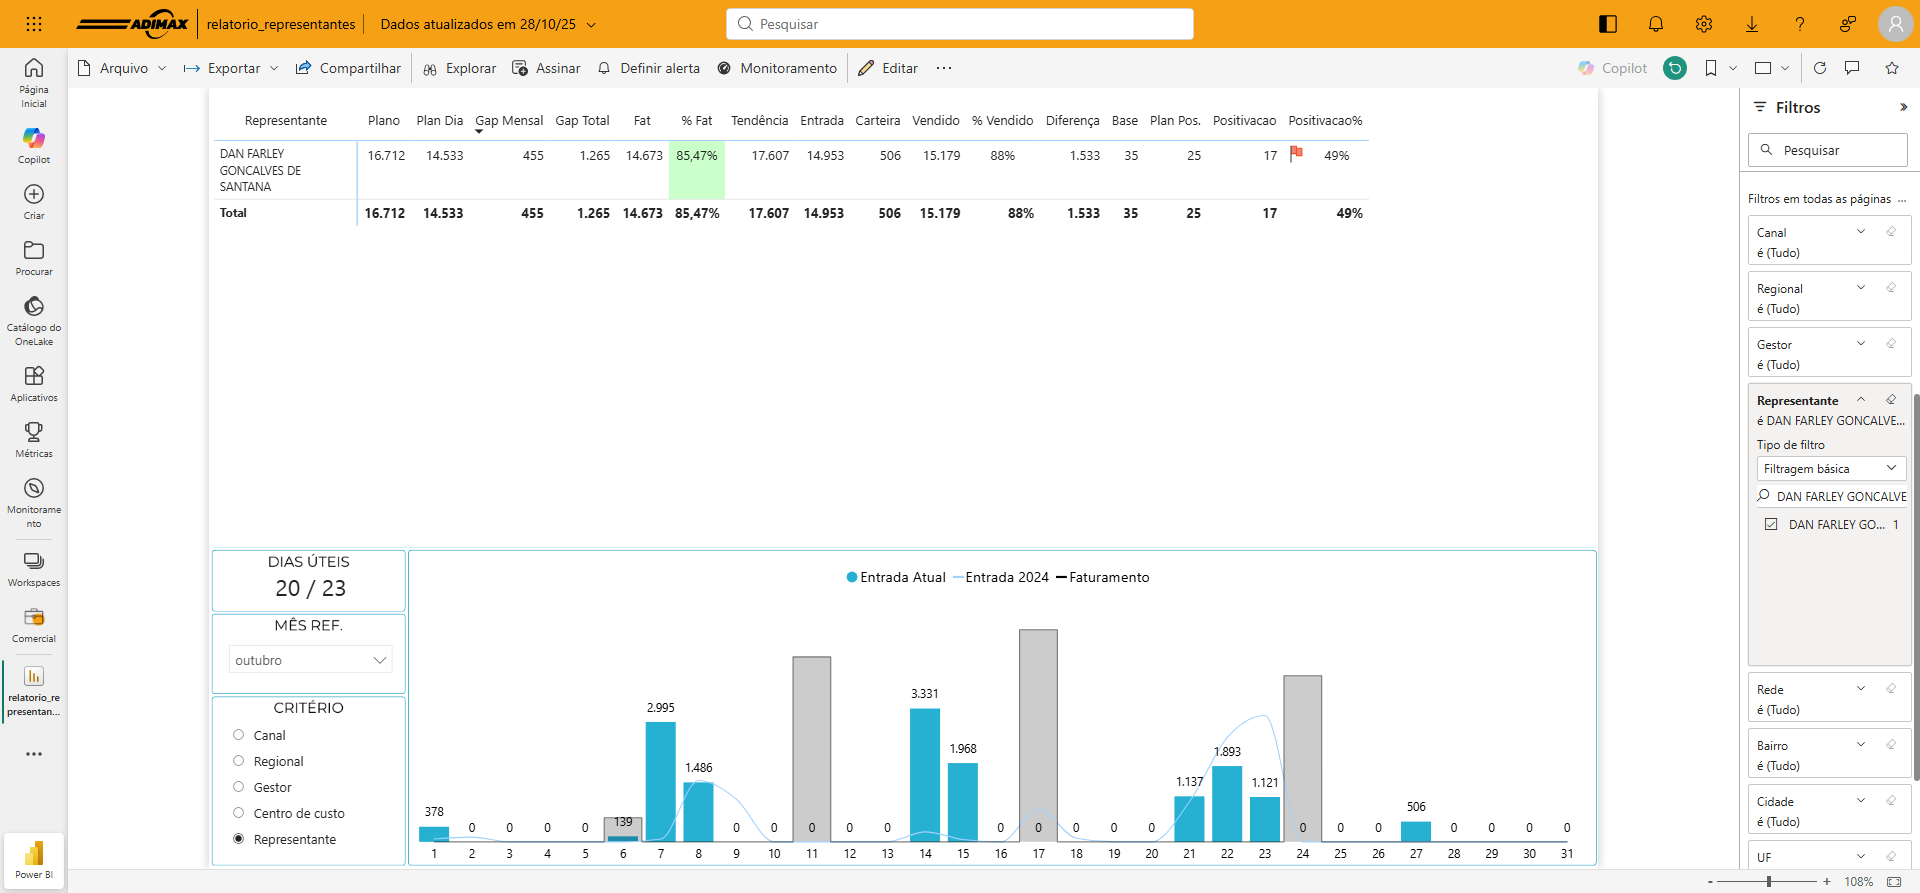 ADIMAX
relatorio_representantes
Dados atualizados em 28/10/25
Pesquisar
Arquivo
Exportar
Compartilhar
Explorar
Assinar
Definir alerta
Monitoramento
Editar
Copilot
Página Inicial
Copilot
Criar
Procurar
Catálogo do OneLake
Aplicativos
Métricas
Monitorame
nto
Workspaces
Comercial
relatorio_re
presentan...
Power BI
Representante Plano Plan Dia Gap Mensal Gap Total Fat % Fat Tendência Entrada Carteira Vendido % Vendido Diferença Base Plan Pos. Positivacao Positivacao%
DAN FARLEY 16.712 14.533 455 1.265 14.673 85,47% 17.607 14.953 506 15.179 88% 1.533 35 25 17 49%
GONCALVES DE
SANTANA
Total 16.712 14.533 455 1.265 14.673 85,47% 17.607 14.953 506 15.179 88% 1.533 35 25 17 49%
DIAS ÚTEIS
20 / 23
MÊS REF.
outubro
CRITÉRIO
Canal
Regional
Gestor
Centro de custo
Representante
Entrada Atual Entrada 2024 Faturamento
378 0 0 0 0 139 2.995 1.486 0 0 0 0 0 3.331 1.968 0 0 0 0 0 1.137 1.893 1.121 0 0 0 506 0 0 0 0
1 2 3 4 5 6 7 8 9 10 11 12 13 14 15 16 17 18 19 20 21 22 23 24 25 26 27 28 29 30 31
Filtros
Pesquisar
Filtros em todas as páginas ...
Canal
é (Tudo)
Regional
é (Tudo)
Gestor
é (Tudo)
Representante
é DAN FARLEY GONCALVE...
Tipo de filtro
Filtragem básica
DAN FARLEY GONCALVE
DAN FARLEY GO... 1
Rede
é (Tudo)
Bairro
é (Tudo)
Cidade
é (Tudo)
UF
- + 108%